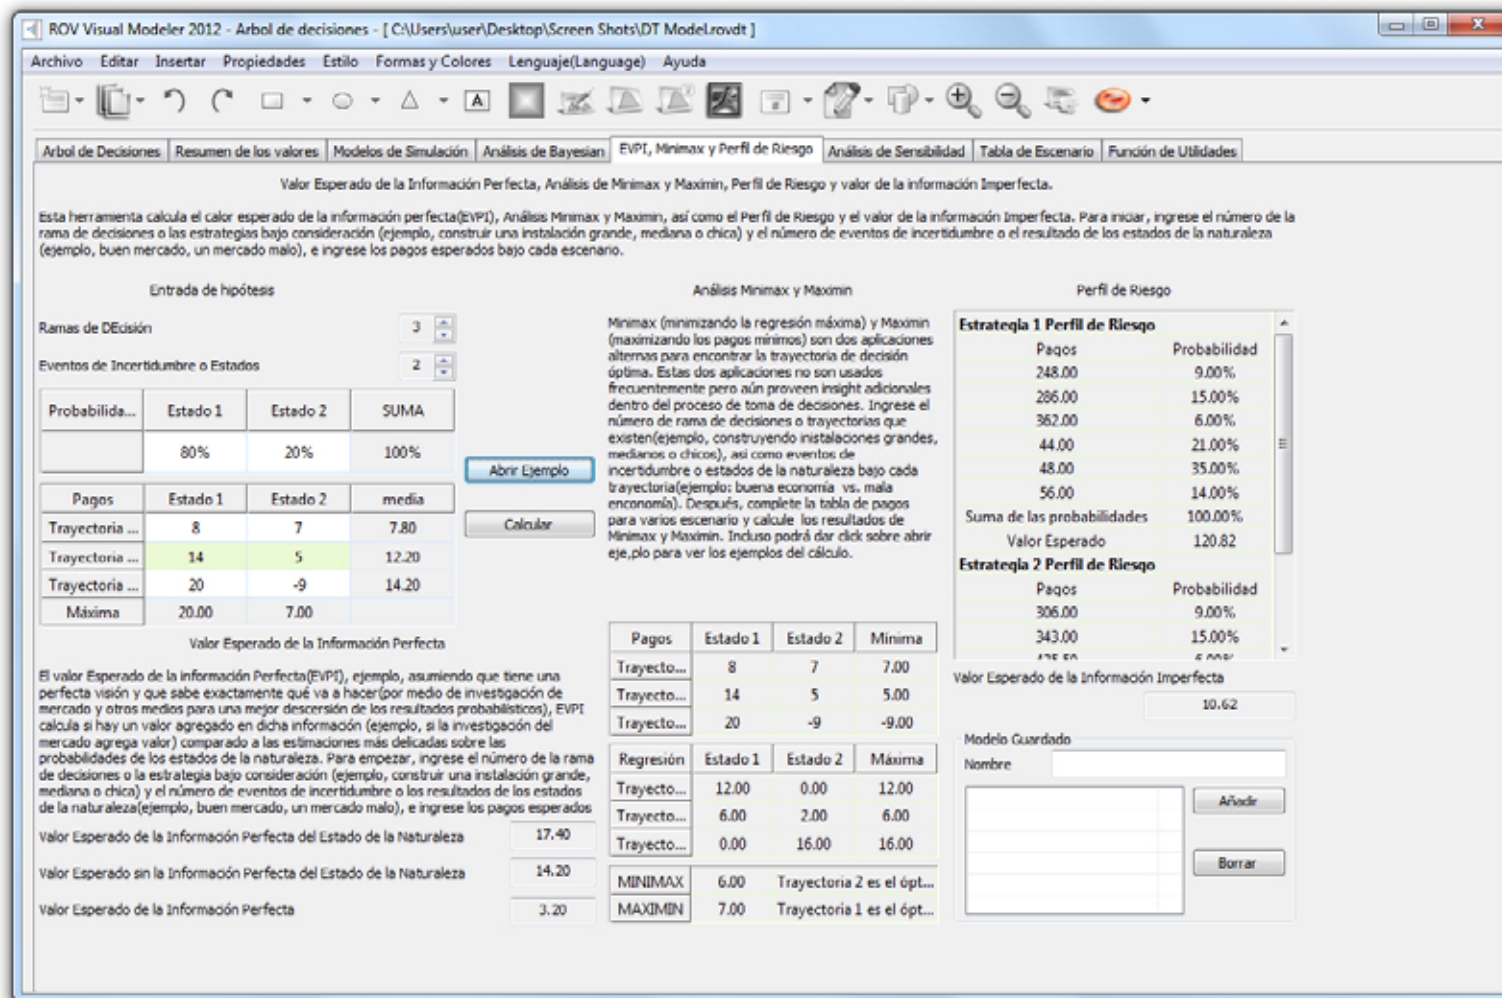 ROV Visual Modeler 2012 - Arbol de decisiones - [ C:\Users\user\Desktop\Screen Shots\DT Model.rovdt ]
Archivo Editar Insertar Propiedades Estilo Formas y Colores Lenguaje(Language) Ayuda
A
Arbol de Decisiones Resumen de los valores Modelos de Simulación Análisis de Bayesian EVPI, Minimax y Perfil de Riesgo Análisis de Sensibilidad Tabla de Escenario Función de Utilidades
Valor Esperado de la Información Perfecta, Análisis de Minimax y Maximin, Perfil de Riesgo y valor de la información Imperfecta.
Esta herramienta calcula el calor esperado de la información perfecta(EVPI), Análisis Minimax y Maximin, así como el Perfil de Riesgo y el valor de la información Imperfecta. Para iniciar, ingrese el número de la
rama de decisiones o las estrategias bajo consideración (ejemplo, construir una instalación grande, mediana o chica) y el número de eventos de incertidumbre o el resultado de los estados de la naturaleza
(ejemplo, buen mercado, un mercado malo), e ingrese los pagos esperados bajo cada escenario.
Entrada de hipótesis
Ramas de DEcisión 3
Eventos de Incertidumbre o Estados 2
Probabilida... Estado 1 Estado 2 SUMA
80% 20% 100%
Pagos Estado 1 Estado 2 media
Trayectoria ... 8 7 7.80
Trayectoria ... 14 5 12.20
Trayectoria ... 20 -9 14.20
Máxima 20.00 7.00
Abrir Ejemplo
Calcular
Valor Esperado de la Información Perfecta
El valor Esperado de la información Perfecta(EVPI), ejemplo, asumiendo que tiene una
perfecta visión y que sabe exactamente qué va a hacer(por medio de investigación de
mercado y otros medios para una mejor descersión de los resultados probabilísticos), EVPI
calcula si hay un valor agregado en dicha información (ejemplo, si la investigación del
mercado agrega valor) comparado a las estimaciones más delicadas sobre las
probabilidades de los estados de la naturaleza. Para empezar, ingrese el número de la rama
de decisiones o la estrategia bajo consideración (ejemplo, construir una instalación grande,
mediana o chica) y el número de eventos de incertidumbre o los resultados de los estados
de la naturaleza(ejemplo, buen mercado, un mercado malo), e ingrese los pagos esperados
Valor Esperado de la Información Perfecta del Estado de la Naturaleza 17.40
Valor Esperado sin la Información Perfecta del Estado de la Naturaleza 14.20
Valor Esperado de la Información Perfecta 3.20
Análisis Minimax y Maximin
Minimax (minimizando la regresión máxima) y Maximin
(maximizando los pagos mínimos) son dos aplicaciones
alternas para encontrar la trayectoria de decisión
óptima. Estas dos aplicaciones no son usados
frecuentemente pero aún proveen insight adicionales
dentro del proceso de toma de decisiones. Ingrese el
número de rama de decisiones o trayectorias que
existen(ejemplo, construyendo inistalaciones grandes,
medianos o chicos), asi como eventos de
incertidumbre o estados de la naturaleza bajo cada
trayectoria(ejemplo: buena economía vs. mala
enconomía). Después, complete la tabla de pagos
para varios escenario y calcule los resultados de
Minimax y Maximin. Incluso podrá dar click sobre abrir
eje,plo para ver los ejemplos del cálculo.
Pagos Estado 1 Estado 2 Minima
Trayecto... 8 7 7.00
Trayecto... 14 5 5.00
Trayecto... 20 -9 -9.00
Regresión Estado 1 Estado 2 Máxima
Trayecto... 12.00 0.00 12.00
Trayecto... 6.00 2.00 6.00
Trayecto... 0.00 16.00 16.00
MINIMAX 6.00 Trayectoria 2 es el ópt...
MAXIMIN 7.00 Trayectoria 1 es el ópt...
Perfil de Riesgo
Estrategia 1 Perfil de Riesgo
Pagos Probabilidad
248.00 9.00%
286.00 15.00%
362.00 6.00%
44.00 21.00%
48.00 35.00%
56.00 14.00%
Suma de las probabilidades 100.00%
Valor Esperado 120.82
Estrategia 2 Perfil de Riesgo
Pagos Probabilidad
306.00 9.00%
343.00 15.00%
425.50 6.00%
Valor Esperado de la Información Imperfecta
10.62
Modelo Guardado
Nombre
Añadir
Borrar